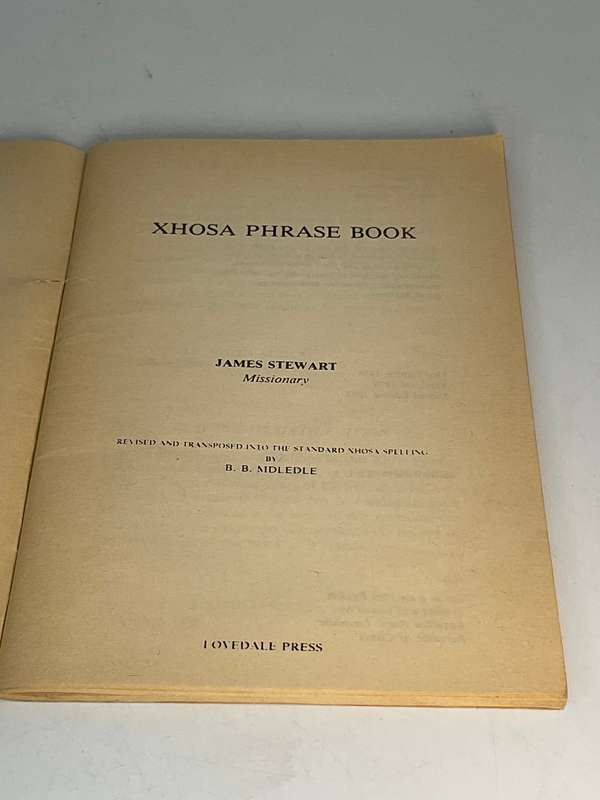 XHOSA PHRASE BOOK
JAMES STEWART
Missionary
REVISED AND TRANSPOSED INTO THE STANDARD XHOSA SPELLING
BY
B. B. MDLEDLE
LOVEDALE PRESS